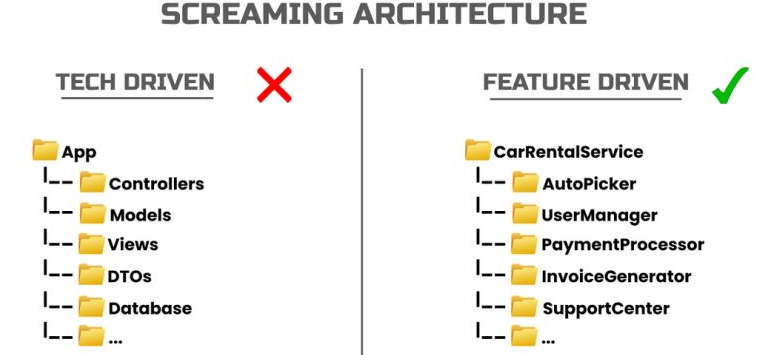 SCREAMING ARCHITECTURE
TECH DRIVEN
App
Controllers
Models
Views
DTOs
Database
...
FEATURE DRIVEN
CarRentalService
AutoPicker
UserManager
PaymentProcessor
InvoiceGenerator
SupportCenter
...